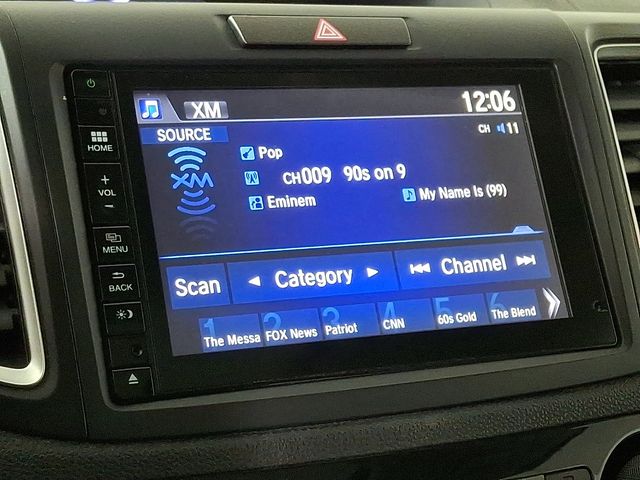 XM
12:06
SOURCE
CH 11
Pop
XM
CH009 90s on 9
Eminem
My Name Is (99)
Scan
Category
Channel
1 The Messa
2 FOX News
3 Patriot
4 CNN
5 60s Gold
6 The Blend
HOME
+
VOL
-
MENU
BACK